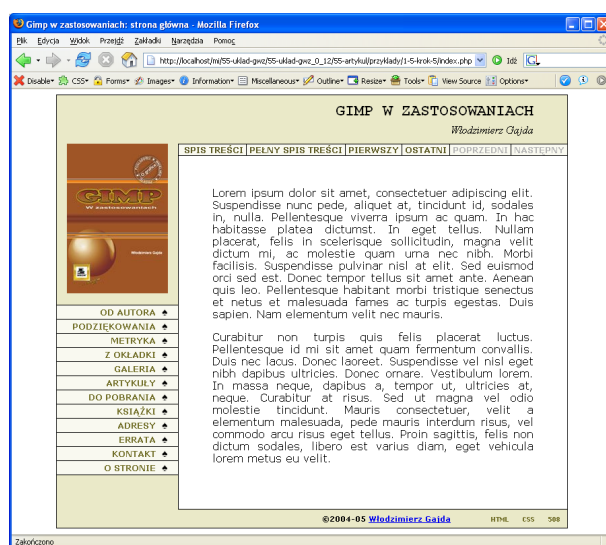 Gimp w zastosowaniach: strona główna - Mozilla Firefox
Plik Edycja Widok Przejdź Zakładki Narzędzia Pomoc
http://localhost/ni/55-uklad-gwz/55-uklad-gwz_0_12/55-artykul/przyklady/1-5-krok-5/index.php Idź
Disable CSS Forms Images Information Miscellaneous Outline Resize Tools View Source Options
GIMP W ZASTOSOWANIACH
Włodzimierz Gajda
SPIS TREŚCI PEŁNY SPIS TREŚCI PIERWSZY OSTATNI POPRZEDNI NASTĘPNY
GIMP
W zastosowaniach
Włodzimierz Gajda
OD AUTORA
PODZIĘKOWANIA
METRYKA
Z OKŁADKI
GALERIA
ARTYKUŁY
DO POBRANIA
KSIĄŻKI
ADRESY
ERRATA
KONTAKT
O STRONIE
Lorem ipsum dolor sit amet, consectetuer adipiscing elit.
Suspendisse nunc pede, aliquet at, tincidunt id, sodales
in, nulla. Pellentesque viverra ipsum ac quam. In hac
habitasse platea dictumst. In eget tellus. Nullam
placerat, felis in scelerisque sollicitudin, magna velit
dictum mi, ac molestie quam urna nec nibh. Morbi
facilisis. Suspendisse pulvinar nisl at elit. Sed euismod
orci sed est. Donec tempor tellus sit amet ante. Aenean
quis leo. Pellentesque habitant morbi tristique senectus
et netus et malesuada fames ac turpis egestas. Duis
sapien. Nam elementum velit nec mauris.
Curabitur non turpis quis felis placerat luctus.
Pellentesque id mi sit amet quam fermentum convallis.
Duis nec lacus. Donec laoreet. Suspendisse vel nisl eget
nibh dapibus ultricies. Donec ornare. Vestibulum lorem.
In massa neque, dapibus a, tempor ut, ultricies at,
neque. Curabitur at risus. Sed ut magna vel odio
molestie tincidunt. Mauris consectetuer, velit a
elementum malesuada, pede mauris interdum risus, vel
commodo arcu risus eget tellus. Proin sagittis, felis non
dictum sodales, libero est varius diam, eget vehicula
lorem metus eu velit.
©2004-05 Włodzimierz Gajda HTML CSS 508
Zakończono